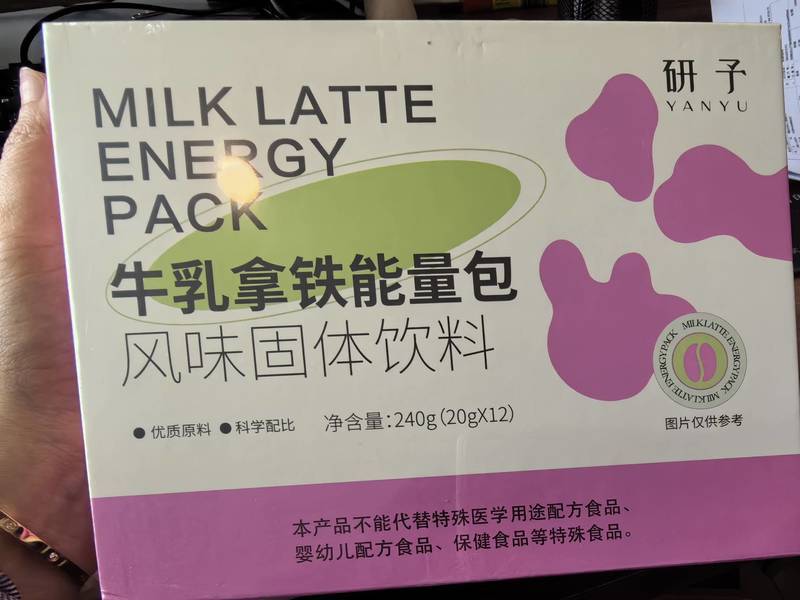 研予
YANYU
MILK LATTE
ENERGY
PACK
牛乳拿铁能量包
风味固体饮料
● 优质原料 ● 科学配比 净含量:240g(20gX12)
MILK LATTE ENERGY PACK MILK LATTE ENERGY PACK
图片仅供参考
本产品不能代替特殊医学用途配方食品、
婴幼儿配方食品、保健食品等特殊食品。